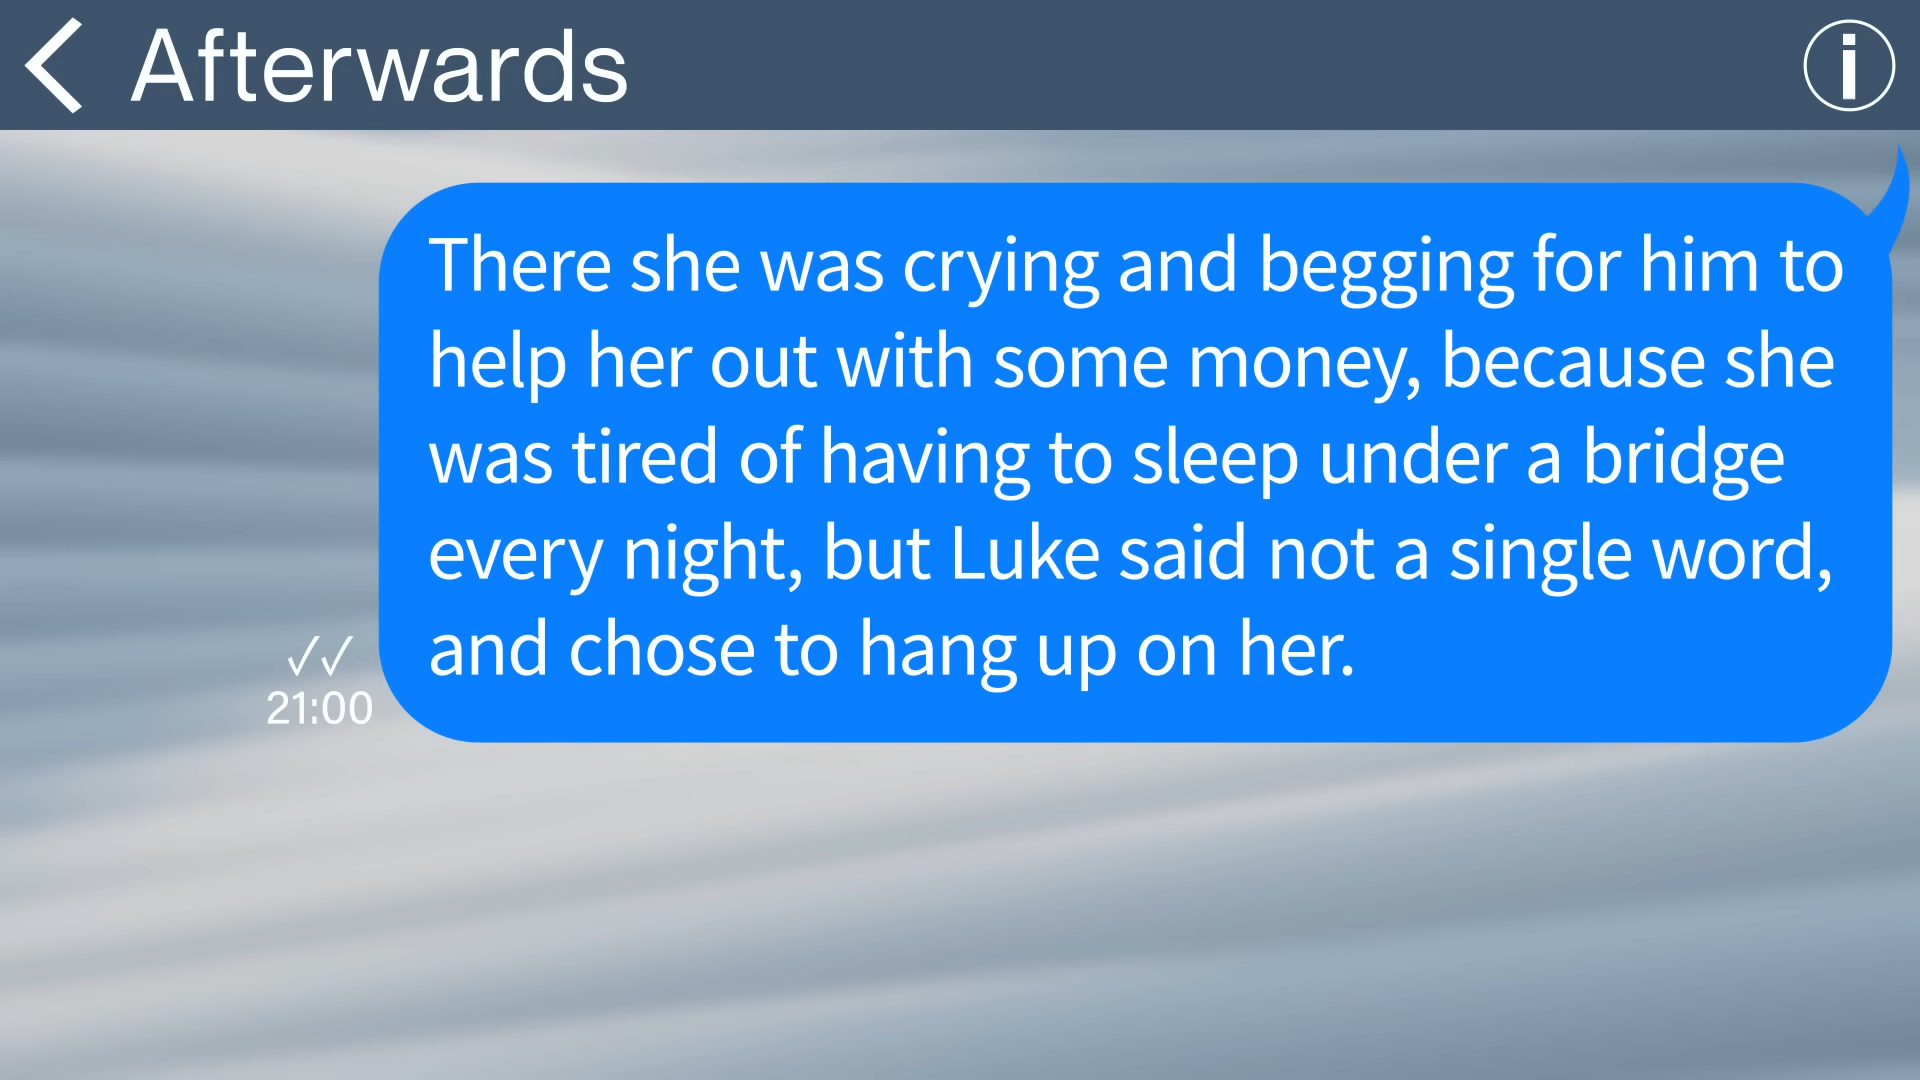 Afterwards
There she was crying and begging for him to
help her out with some money, because she
was tired of having to sleep under a bridge
every night, but Luke said not a single word,
and chose to hang up on her.
✓✓
21:00